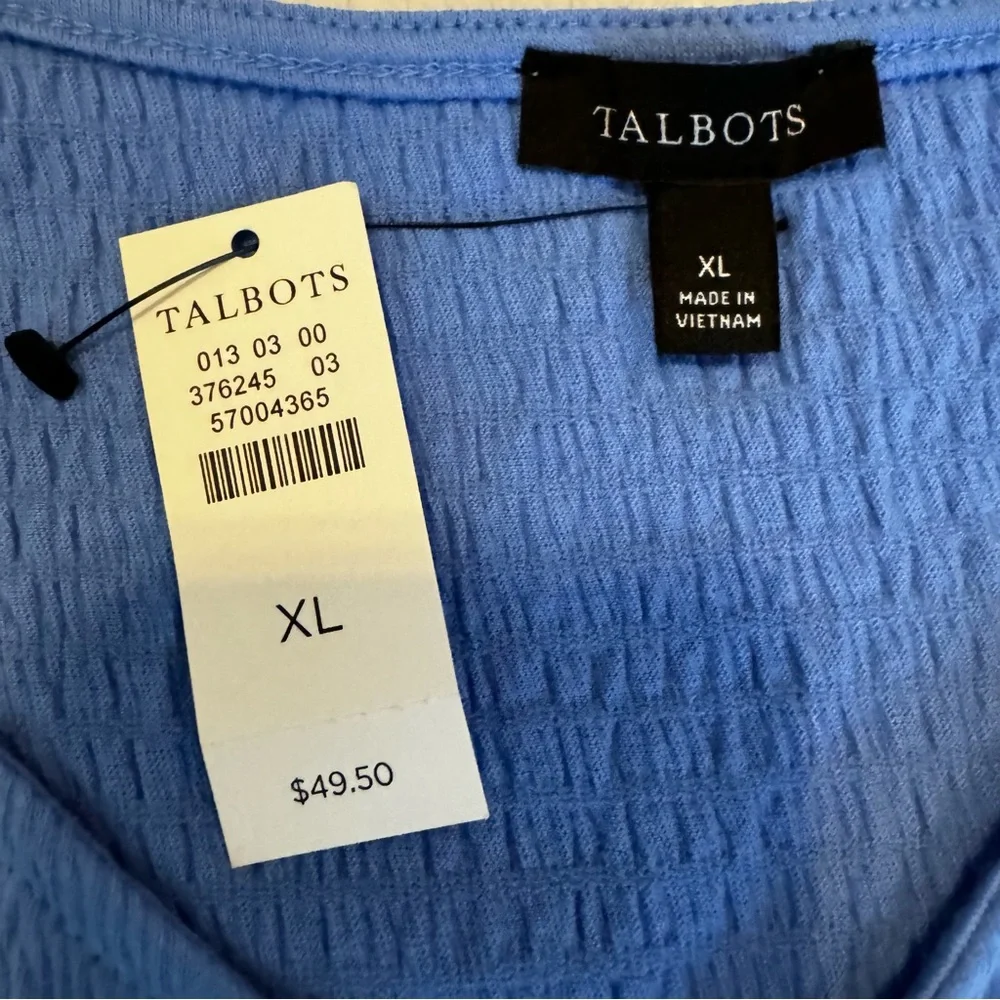 TALBOTS
XL
MADE IN
VIETNAM
TALBOTS
013 03 00
376245 03
57004365
XL
$49.50